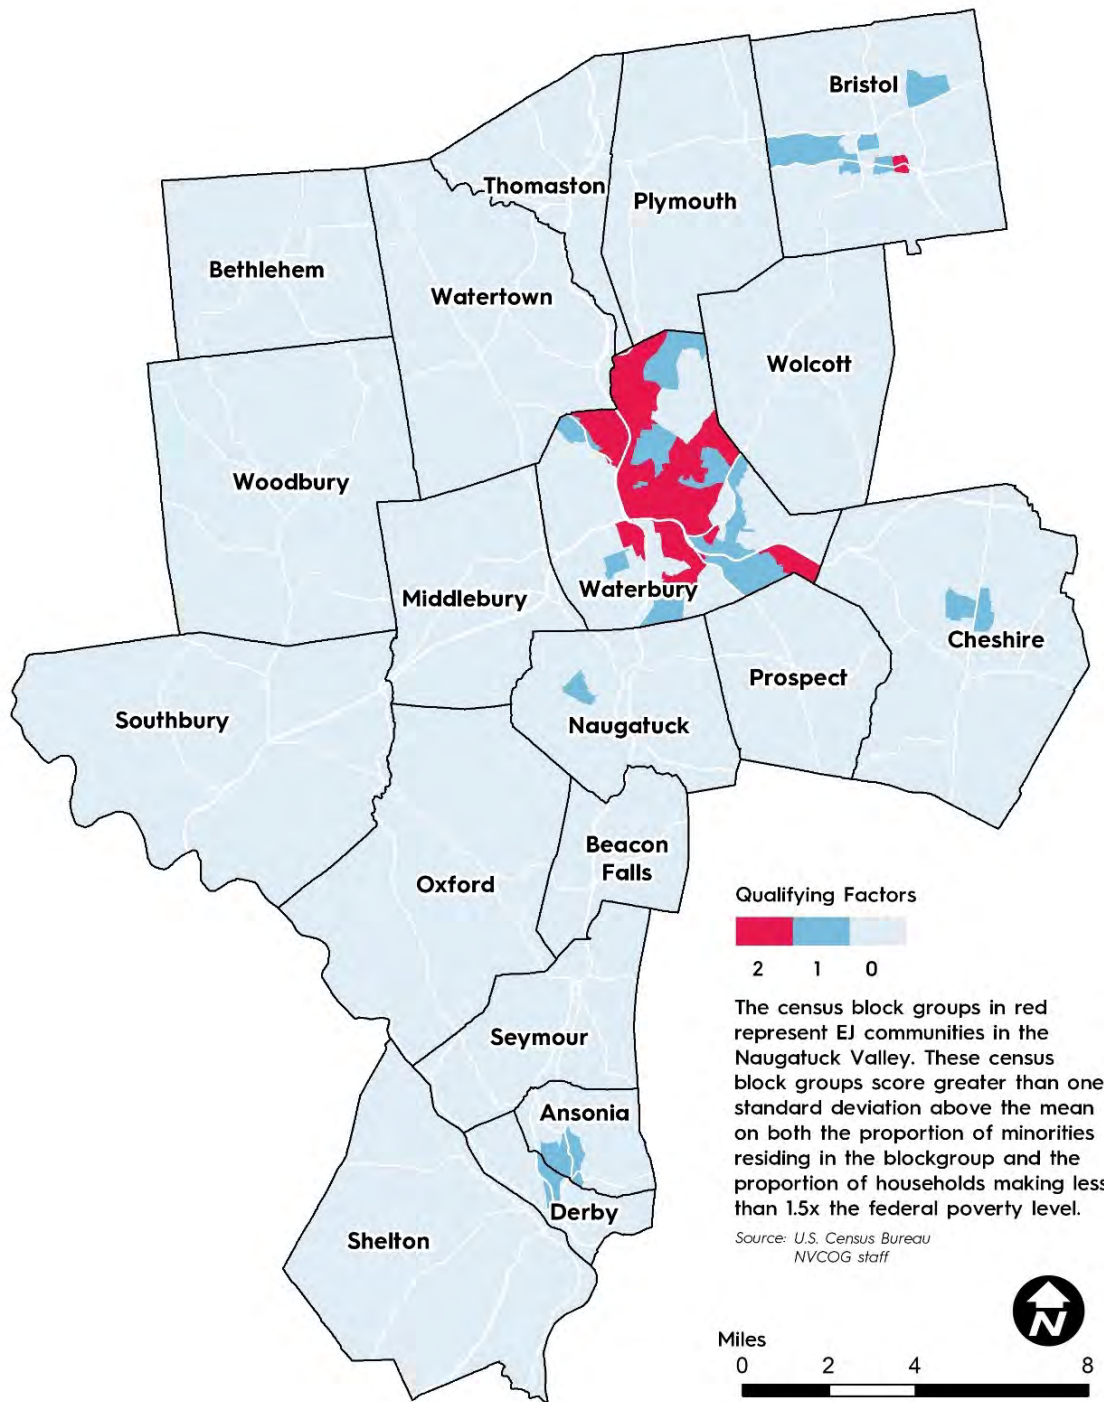 Bristol
Thomaston
Plymouth
Bethlehem
Watertown
Wolcott
Woodbury
Middlebury
Waterbury
Cheshire
Prospect
Southbury
Naugatuck
Beacon
Falls
Oxford
Seymour
Ansonia
Derby
Shelton
Qualifying Factors
2 1 0
The census block groups in red
represent EJ communities in the
Naugatuck Valley. These census
block groups score greater than one
standard deviation above the mean
on both the proportion of minorities
residing in the blockgroup and the
proportion of households making less
than 1.5x the federal poverty level.
Source: U.S. Census Bureau
NVCOG staff
N
Miles
0 2 4 8